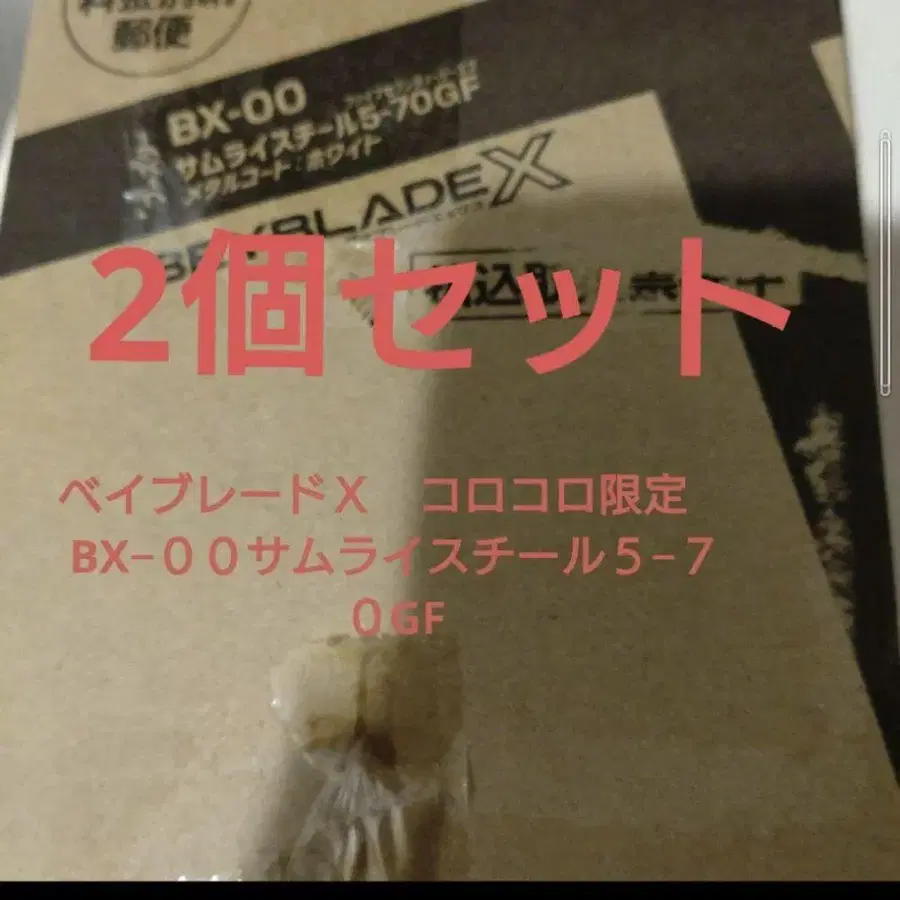 郵便
BX-00
サムライスチール5-70GF
メタルコート:ホワイト
BEYBLADE X
2個セット
ベイブレードX コロコロ限定
BX−00サムライスチール5−7
0GF